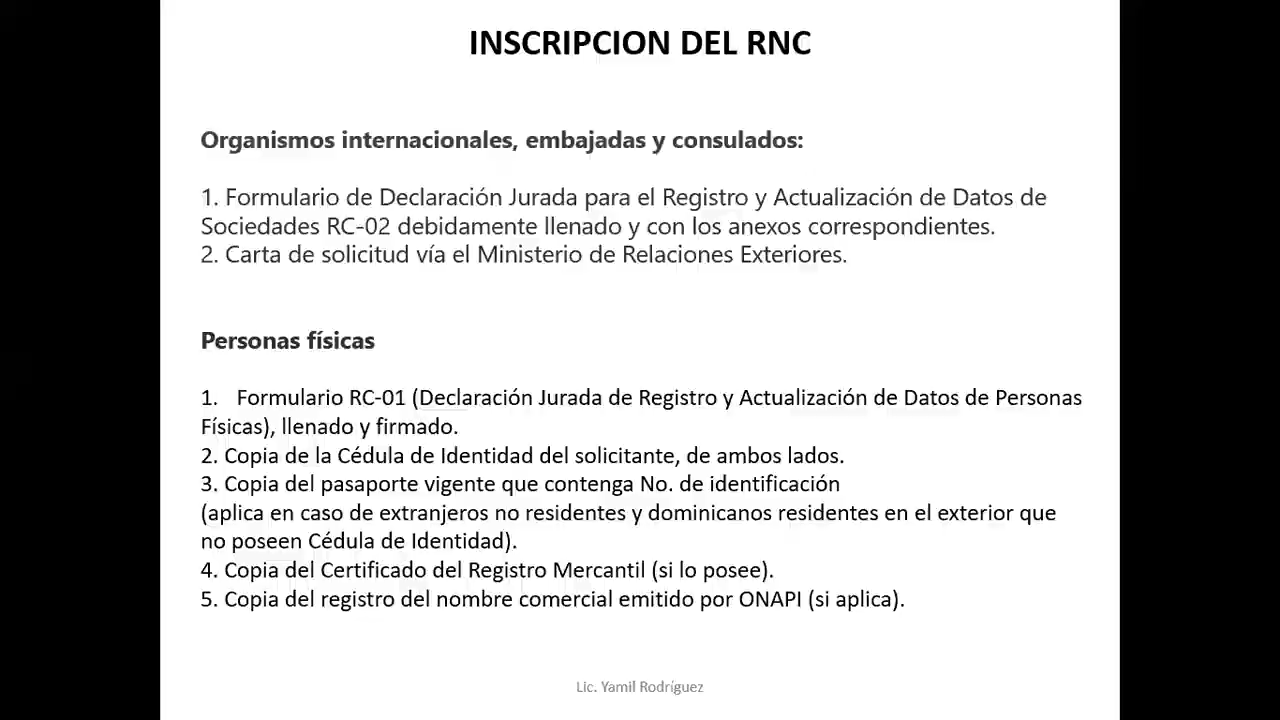 INSCRIPCION DEL RNC
Organismos internacionales, embajadas y consulados:
1. Formulario de Declaración Jurada para el Registro y Actualización de Datos de
Sociedades RC-02 debidamente llenado y con los anexos correspondientes.
2. Carta de solicitud vía el Ministerio de Relaciones Exteriores.
Personas físicas
1. Formulario RC-01 (Declaración Jurada de Registro y Actualización de Datos de Personas
Físicas), llenado y firmado.
2. Copia de la Cédula de Identidad del solicitante, de ambos lados.
3. Copia del pasaporte vigente que contenga No. de identificación
(aplica en caso de extranjeros no residentes y dominicanos residentes en el exterior que
no poseen Cédula de Identidad).
4. Copia del Certificado del Registro Mercantil (si lo posee).
5. Copia del registro del nombre comercial emitido por ONAPI (si aplica).
Lic. Yamil Rodríguez